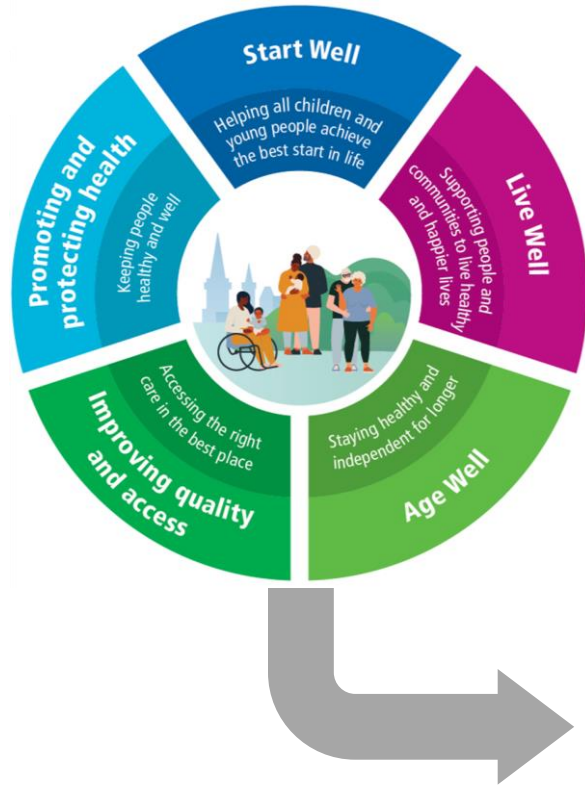 Start Well
Helping all children and
young people achieve
the best start in life
Live Well
Supporting people and
communities to live healthy
and happier lives
Age Well
Staying healthy and
independent for longer
Improving quality
and access
Accessing the right
care in the best place
Promoting and
protecting health
Keeping people
healthy and well